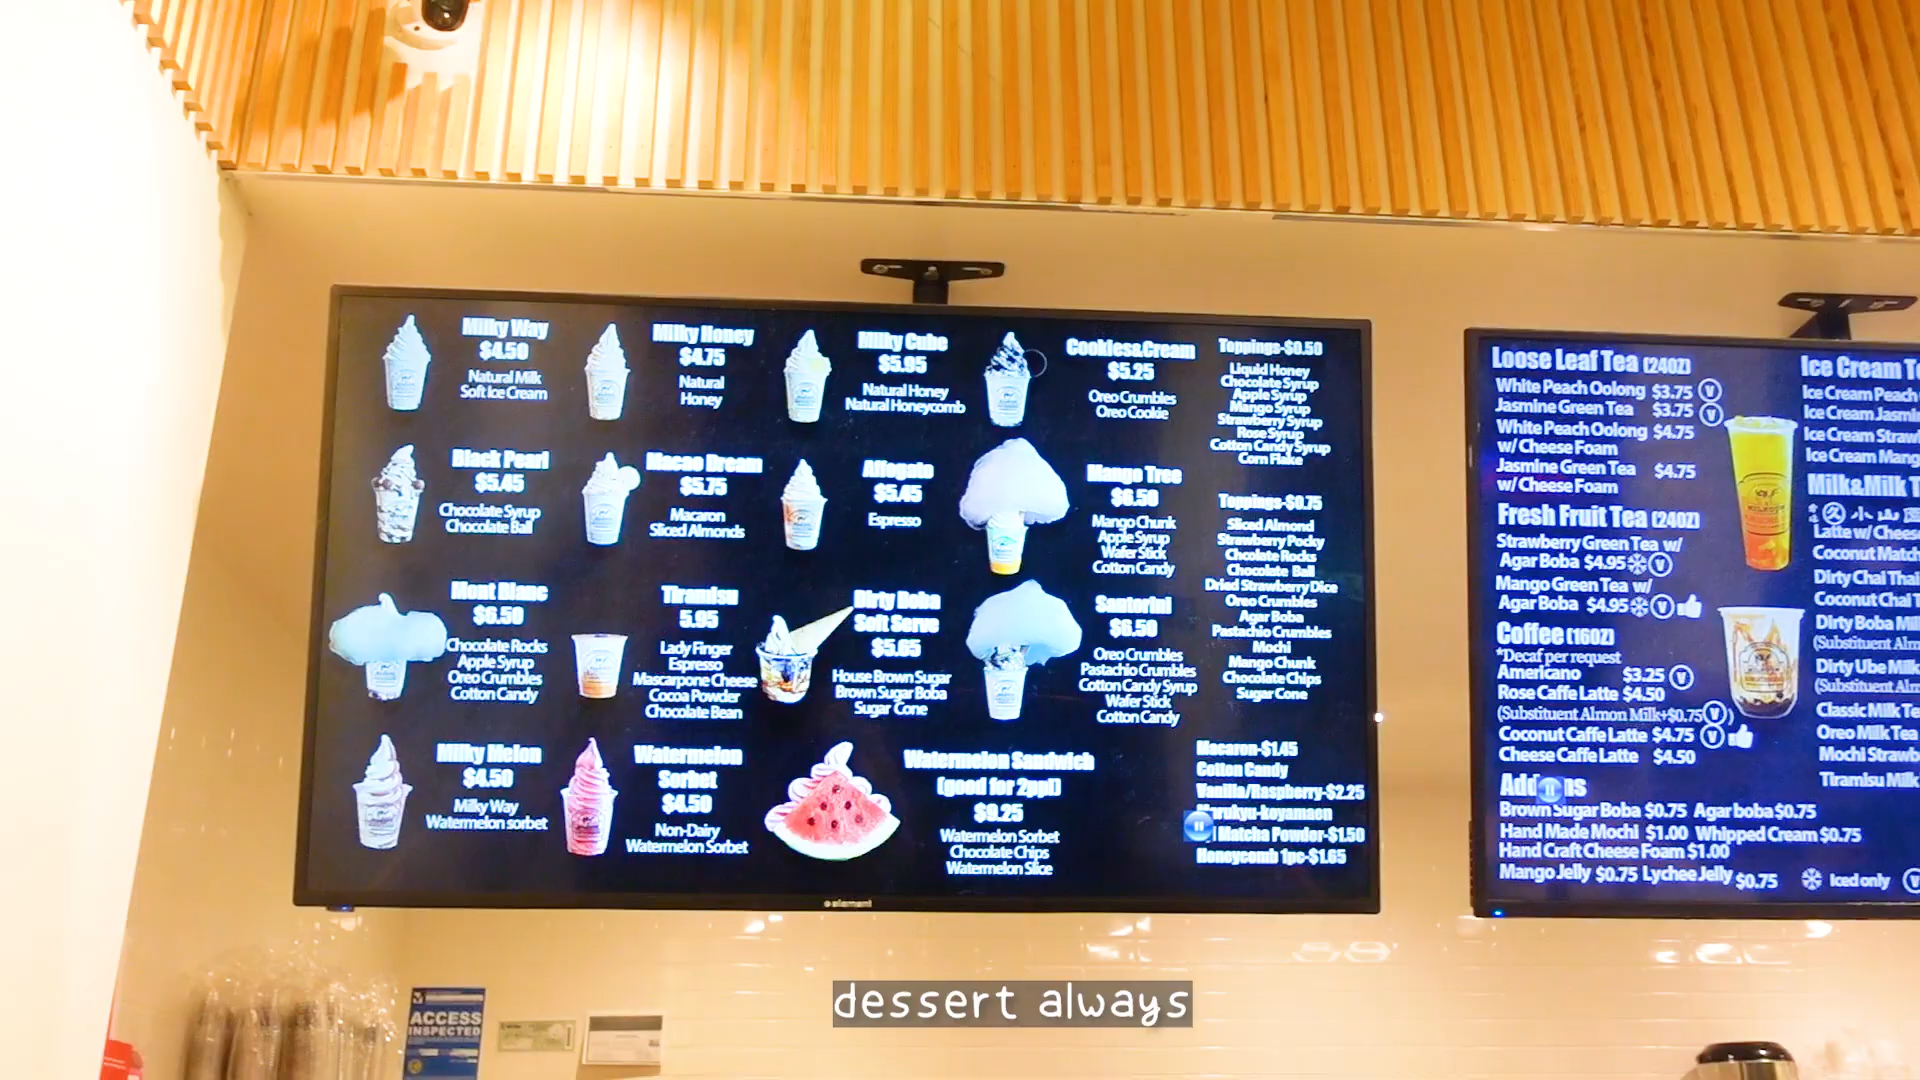 Milky Way
$4.50
Natural Milk
Soft Ice Cream
Milky Honey
$4.75
Natural
Honey
Milky Cube
$5.95
Natural Honey
Natural Honeycomb
Cookies&Cream
$5.25
Oreo Crumbles
Oreo Cookie
Black Pearl
$5.45
Chocolate Syrup
Chocolate Ball
Macao Dream
$5.75
Macaron
Sliced Almonds
Affogato
$5.45
Espresso
Mango Tree
$6.50
Mango Chunk
Apple Syrup
Wafer Stick
Cotton Candy
Mont Blanc
$6.50
Chocolate Rocks
Apple Syrup
Oreo Crumbles
Cotton Candy
Tiramisu
5.95
Lady Finger
Espresso
Mascarpone Cheese
Cocoa Powder
Chocolate Bean
Dirty Boba
Soft Serve
$5.65
House Brown Sugar
Brown Sugar Boba
Sugar Cone
Santorini
$6.50
Oreo Crumbles
Pastachio Crumbles
Cotton Candy Syrup
Wafer Stick
Cotton Candy
Milky Melon
$4.50
Milky Way
Watermelon sorbet
Watermelon
Sorbet
$4.50
Non-Dairy
Watermelon Sorbet
Watermelon Sandwich
(good for 2ppl)
$9.25
Watermelon Sorbet
Chocolate Chips
Watermelon Slice
Toppings-$0.50
Liquid Honey
Chocolate Syrup
Apple Syrup
Mango Syrup
Strawberry Syrup
Rose Syrup
Cotton Candy Syrup
Corn Flake
Toppings-$0.75
Sliced Almond
Strawberry Pocky
Chcolate Rocks
Chocolate Ball
Dried Strawberry Dice
Oreo Crumbles
Agar Boba
Pastachio Crumbles
Mochi
Mango Chunk
Chocolate Chips
Sugar Cone
Macaron-$1.45
Cotton Candy
Vanilla/Raspberry-$2.25
Matcha Powder-$1.50
Honeycomb 1pc-$1.65
element
Loose Leaf Tea (24OZ)
White Peach Oolong $3.75 V
Jasmine Green Tea $3.75 V
White Peach Oolong $4.75
w/ Cheese Foam
Jasmine Green Tea $4.75
w/ Cheese Foam
Fresh Fruit Tea (24OZ)
Strawberry Green Tea w/
Agar Boba $4.95 V
Mango Green Tea w/
Agar Boba $4.95 V
Coffee (16OZ)
*Decaf per request
Americano $3.25 V
Rose Caffe Latte $4.50
(Substituent Almon Milk+$0.75 V)
Coconut Caffe Latte $4.75 V
Cheese Caffe Latte $4.50
Brown Sugar Boba $0.75 Agar boba $0.75
Hand Made Mochi $1.00 Whipped Cream $0.75
Hand Craft Cheese Foam $1.00
Mango Jelly $0.75 Lychee Jelly $0.75
Iced only V
Ice Cream
Ice Cream Peach
Ice Cream
Ice Cream
Ice Cream
Milk&Milk
久小山
Latte w/
Coconut
Dirty Chai
Coconut Chai
Dirty Boba
(Substituent
Dirty Ube
(Substituent
Classic Milk
Oreo Milk Tea
Mochi
Tiramisu Milk
ACCESS
INSPECTED
dessert always